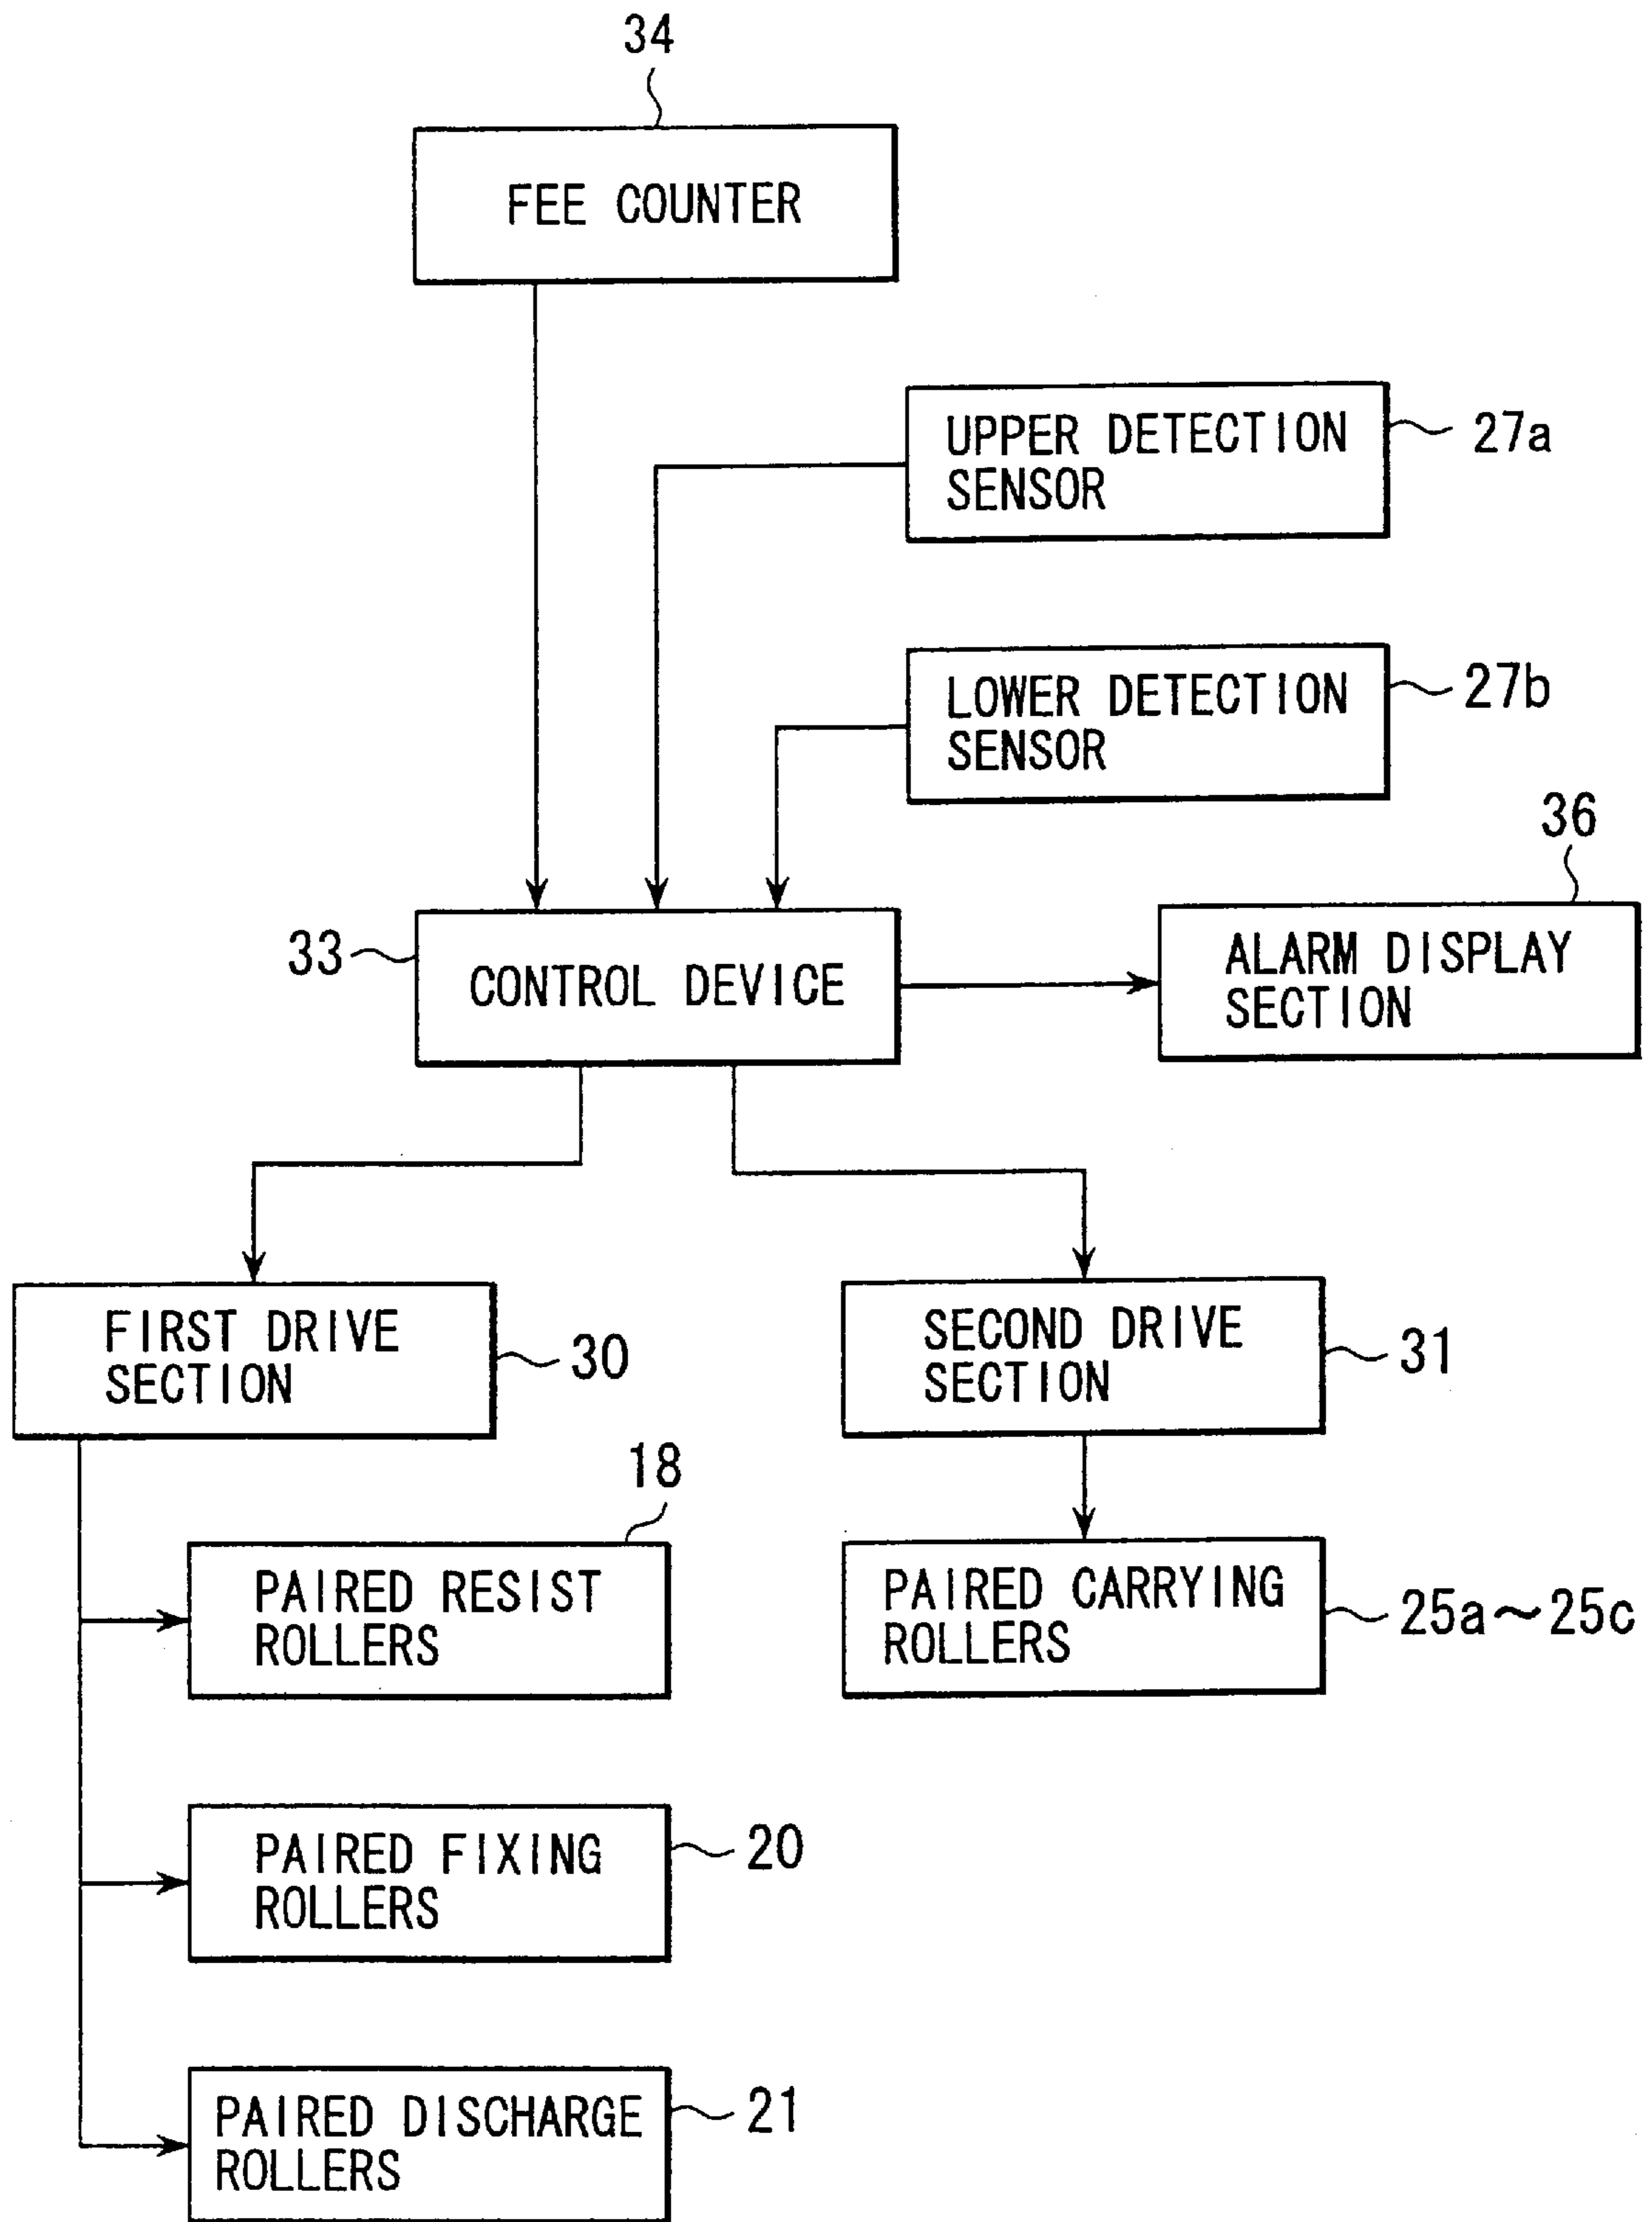 34
FEE COUNTER
UPPER DETECTION
SENSOR
27a
LOWER DETECTION
SENSOR
27b
36
33
CONTROL DEVICE
ALARM DISPLAY
SECTION
FIRST DRIVE
SECTION
30
SECOND DRIVE
SECTION
31
18
PAIRED RESIST
ROLLERS
PAIRED CARRYING
ROLLERS
25a～25c
PAIRED FIXING
ROLLERS
20
PAIRED DISCHARGE
ROLLERS
21